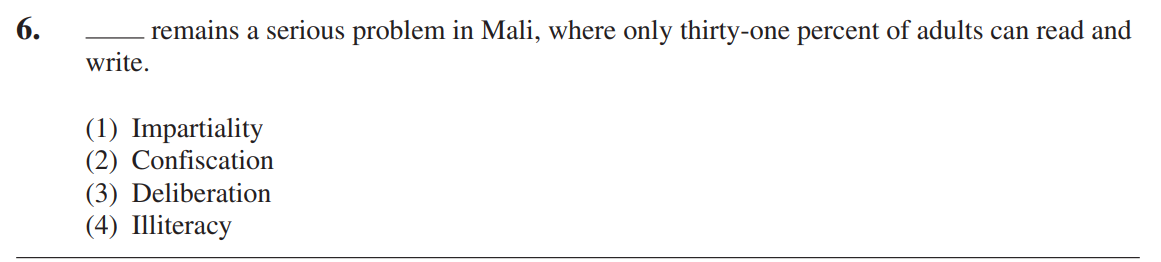 6. ____ remains a serious problem in Mali, where only thirty-one percent of adults can read and
write.
(1) Impartiality
(2) Confiscation
(3) Deliberation
(4) Illiteracy